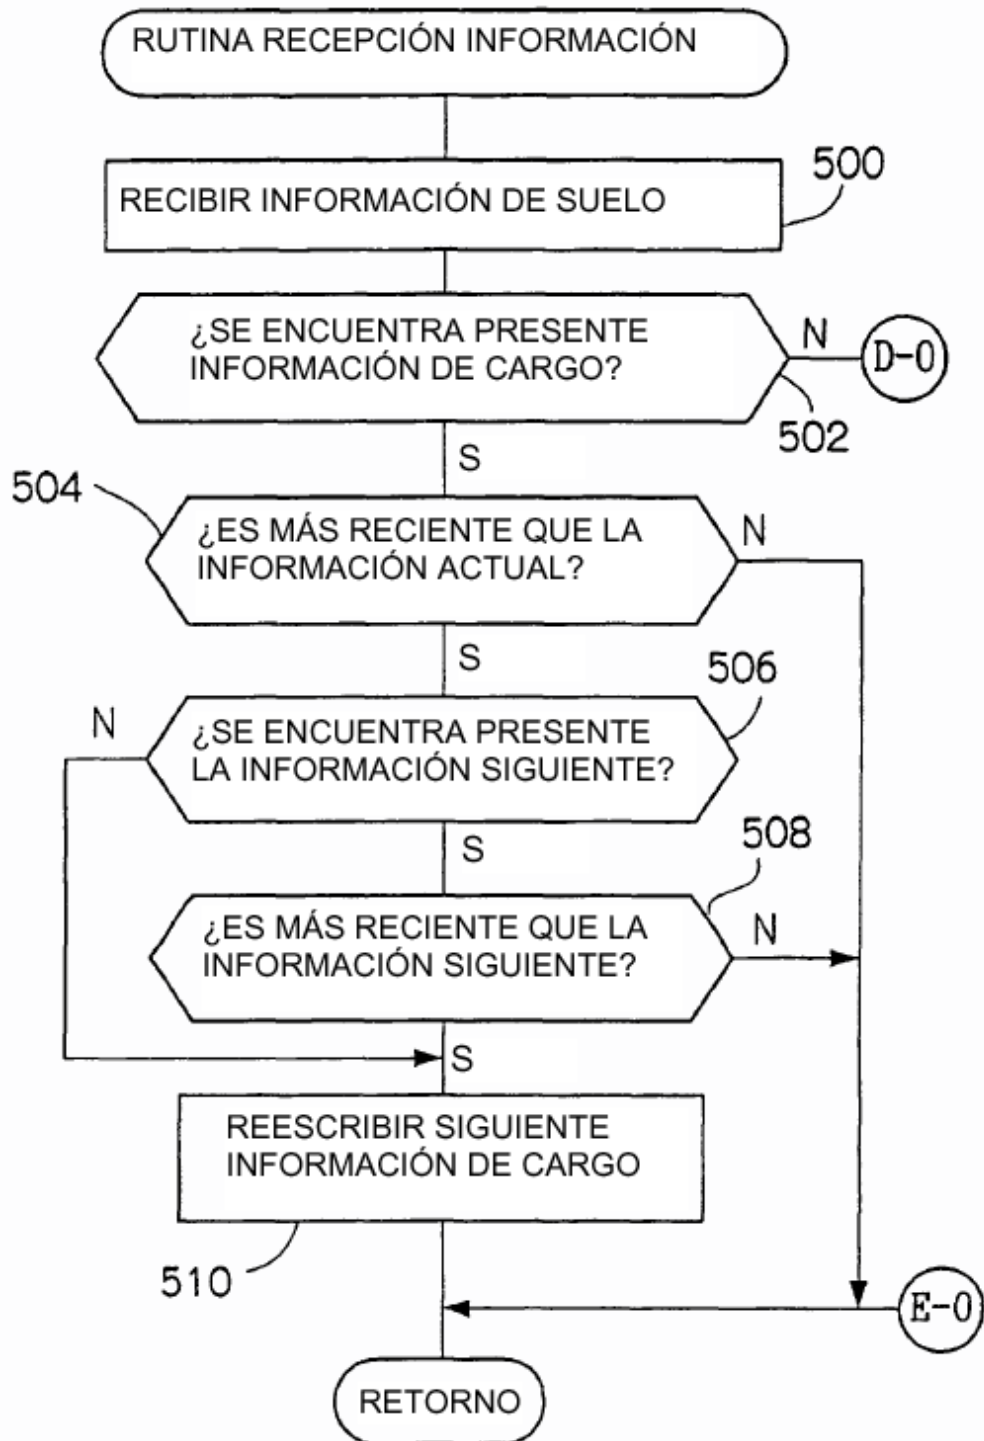 RUTINA RECEPCIÓN INFORMACIÓN
500
RECIBIR INFORMACIÓN DE SUELO
¿SE ENCUENTRA PRESENTE
INFORMACIÓN DE CARGO?
N
D-0
502
S
504
¿ES MÁS RECIENTE QUE LA
INFORMACIÓN ACTUAL?
N
S
506
N
¿SE ENCUENTRA PRESENTE
LA INFORMACIÓN SIGUIENTE?
S
508
¿ES MÁS RECIENTE QUE LA
INFORMACIÓN SIGUIENTE?
N
S
REESCRIBIR SIGUIENTE
INFORMACIÓN DE CARGO
510
E-0
RETORNO